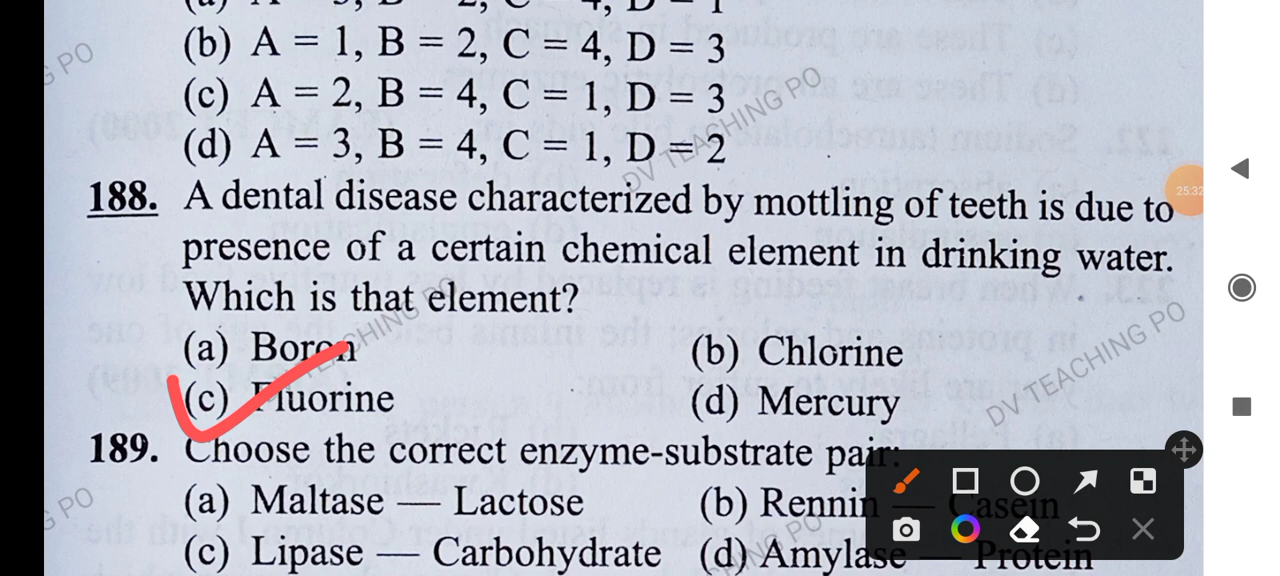 (b) A = 1, B = 2, C = 4, D = 3
(c) A = 2, B = 4, C = 1, D = 3
(d) A = 3, B = 4, C = 1, D = 2
188. A dental disease characterized by mottling of teeth is due to
presence of a certain chemical element in drinking water.
Which is that element?
(a) Boron (b) Chlorine
(c) Fluorine (d) Mercury
189. Choose the correct enzyme-substrate pair:
(a) Maltase — Lactose (b) Rennin — Casein
(c) Lipase — Carbohydrate (d) Amylase — Protein
DV TEACHING PO
DV TEACHING PO
25:32